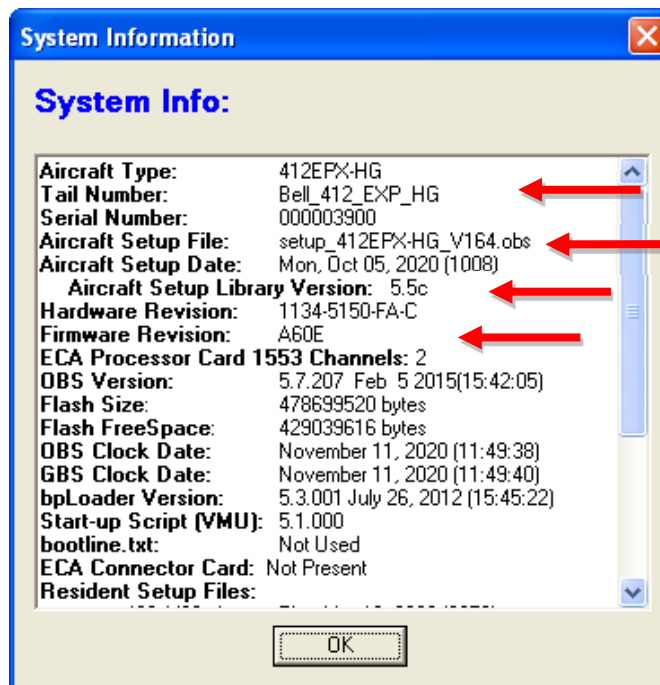 System Information
System Info:
Aircraft Type: 412EPX-HG
Tail Number: Bell_412_EXP_HG
Serial Number: 000003900
Aircraft Setup File: setup_412EPX-HG_V164.obs
Aircraft Setup Date: Mon, Oct 05, 2020 (1008)
Aircraft Setup Library Version: 5.5c
Hardware Revision: 1134-5150-FA-C
Firmware Revision: A60E
ECA Processor Card 1553 Channels: 2
OBS Version: 5.7.207 Feb 5 2015(15:42:05)
Flash Size: 478699520 bytes
Flash FreeSpace: 429039616 bytes
OBS Clock Date: November 11, 2020 (11:49:38)
GBS Clock Date: November 11, 2020 (11:49:40)
bpLoader Version: 5.3.001 July 26, 2012 (15:45:22)
Start-up Script (VMU): 5.1.000
bootline.txt: Not Used
ECA Connector Card: Not Present
Resident Setup Files:
OK